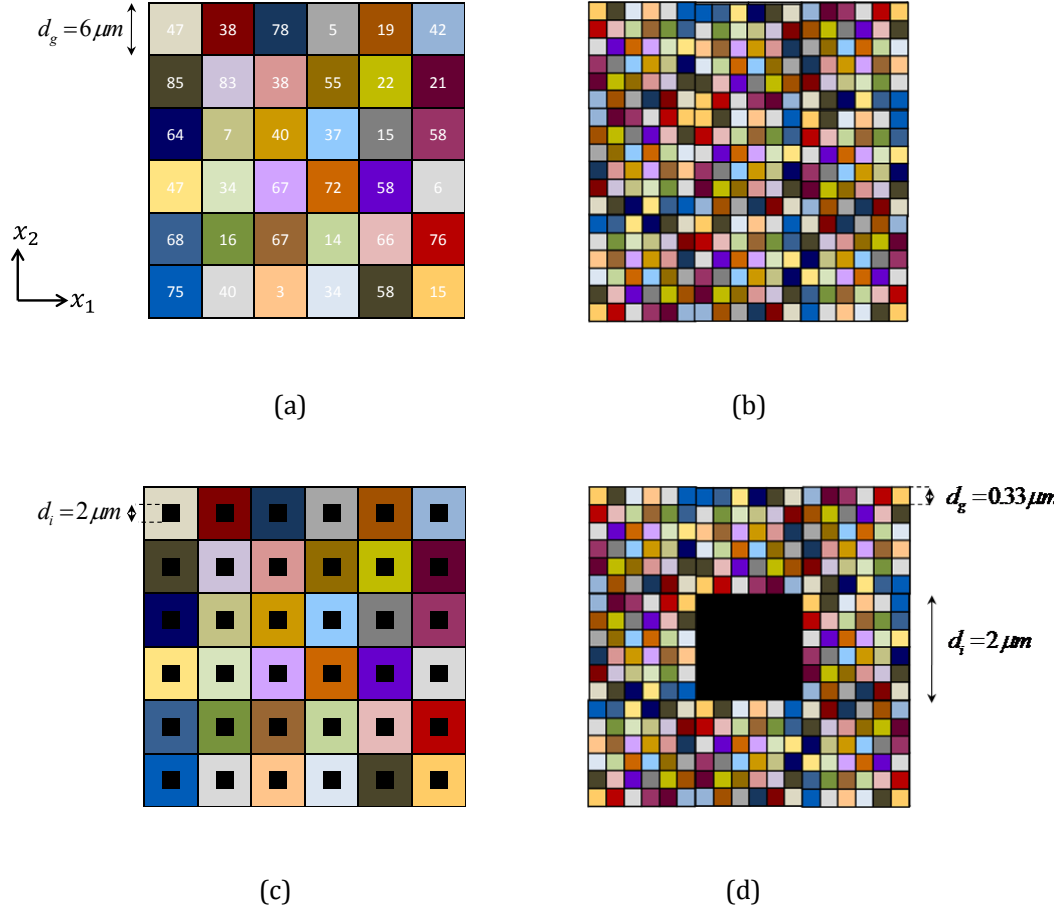 d_g = 6 μm
47 38 78 5 19 42
85 83 38 55 22 21
64 7 40 37 15 58
47 34 67 72 58 6
68 16 67 14 66 76
75 40 3 34 58 15
x_2
x_1
(a)
(b)
d_i = 2 μm
d_g = 0.33 μm
d_i = 2 μm
(c)
(d)